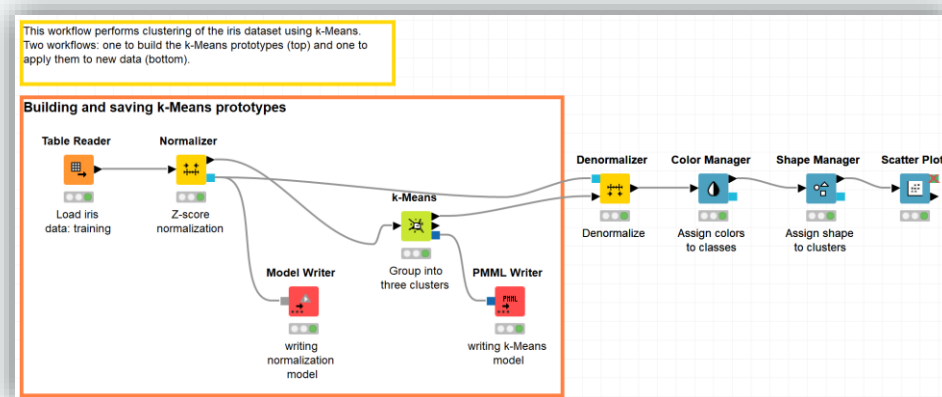 This workflow performs clustering of the iris dataset using k-Means.
Two workflows: one to build the k-Means prototypes (top) and one to
apply them to new data (bottom).
Building and saving k-Means prototypes
Table Reader
Normalizer
Load iris
data: training
Z-score
normalization
k-Means
Group into
three clusters
Model Writer
writing
normalization
model
PMML Writer
PMML
writing k-Means
model
Denormalizer
Color Manager
Shape Manager
Scatter Plot
Denormalize
Assign colors
to classes
Assign shape
to clusters